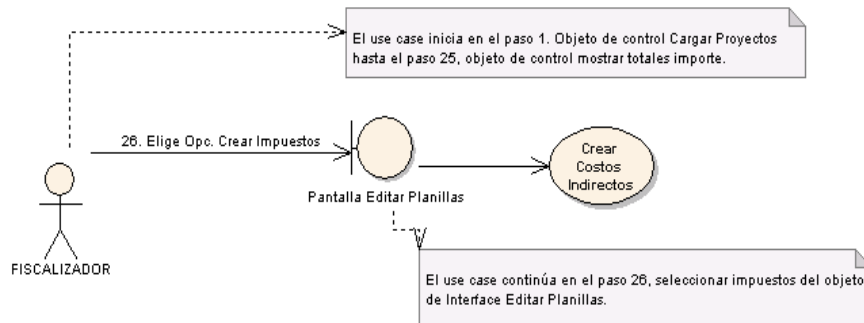 El use case inicia en el paso 1. Objeto de control Cargar Proyectos
hasta el paso 25, objeto de control mostrar totales importe.
26. Elige Opc. Crear Impuestos
Crear
Costos
Indirectos
Pantalla Editar Planillas
FISCALIZADOR
El use case continúa en el paso 26, seleccionar impuestos del objeto
de Interface Editar Planillas.